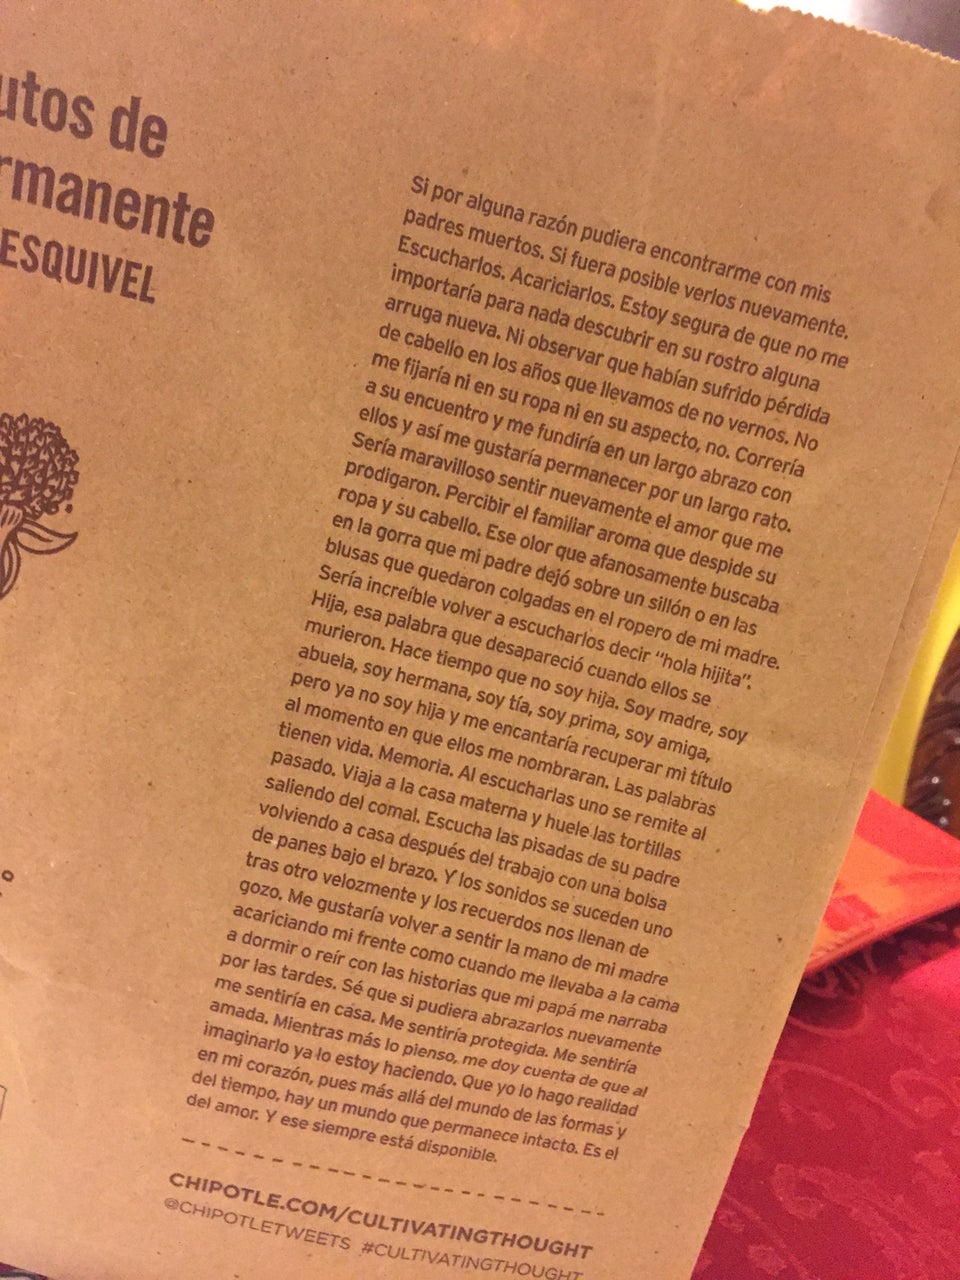 utos de
rmanente
ESQUIVEL
Si por alguna razón pudiera encontrarme con mis
padres muertos. Si fuera posible verlos nuevamente.
Escucharlos. Acariciarlos. Estoy segura de que no me
importaría para nada descubrir en su rostro alguna
arruga nueva. Ni observar que habían sufrido pérdida
de cabello en los años que llevamos de no vernos. No
me fijaría ni en su ropa ni en su aspecto, no. Correría
a su encuentro y me fundiría en un largo abrazo con
ellos y así me gustaría permanecer por un largo rato.
Sería maravilloso sentir nuevamente el amor que me
prodigaron. Percibir el familiar aroma que despide su
ropa y su cabello. Ese olor que afanosamente buscaba
en la gorra que mi padre dejó sobre un sillón o en las
blusas que quedaron colgadas en el ropero de mi madre.
Sería increíble volver a escucharlos decir “hola hijita”.
Hija, esa palabra que desapareció cuando ellos se
murieron. Hace tiempo que no soy hija. Soy madre, soy
abuela, soy hermana, soy tía, soy prima, soy amiga,
pero ya no soy hija y me encantaría recuperar mi título
al momento en que ellos me nombraran. Las palabras
tienen vida. Memoria. Al escucharlas uno se remite al
pasado. Viaja a la casa materna y huele las tortillas
saliendo del comal. Escucha las pisadas de su padre
volviendo a casa después del trabajo con una bolsa
de panes bajo el brazo. Y los sonidos se suceden uno
tras otro velozmente y los recuerdos nos llenan de
gozo. Me gustaría volver a sentir la mano de mi madre
acariciando mi frente como cuando me llevaba a la cama
a dormir o reír con las historias que mi papá me narraba
por las tardes. Sé que si pudiera abrazarlos nuevamente
me sentiría en casa. Me sentiría protegida. Me sentiría
amada. Mientras más lo pienso, me doy cuenta de que al
imaginarlo ya lo estoy haciendo. Que yo lo hago realidad
en mi corazón, pues más allá del mundo de las formas y
del tiempo, hay un mundo que permanece intacto. Es el
del amor. Y ese siempre está disponible.
CHIPOTLE.COM/CULTIVATINGTHOUGHT
@CHIPOTLETWEETS #CULTIVATINGTHOUGHT